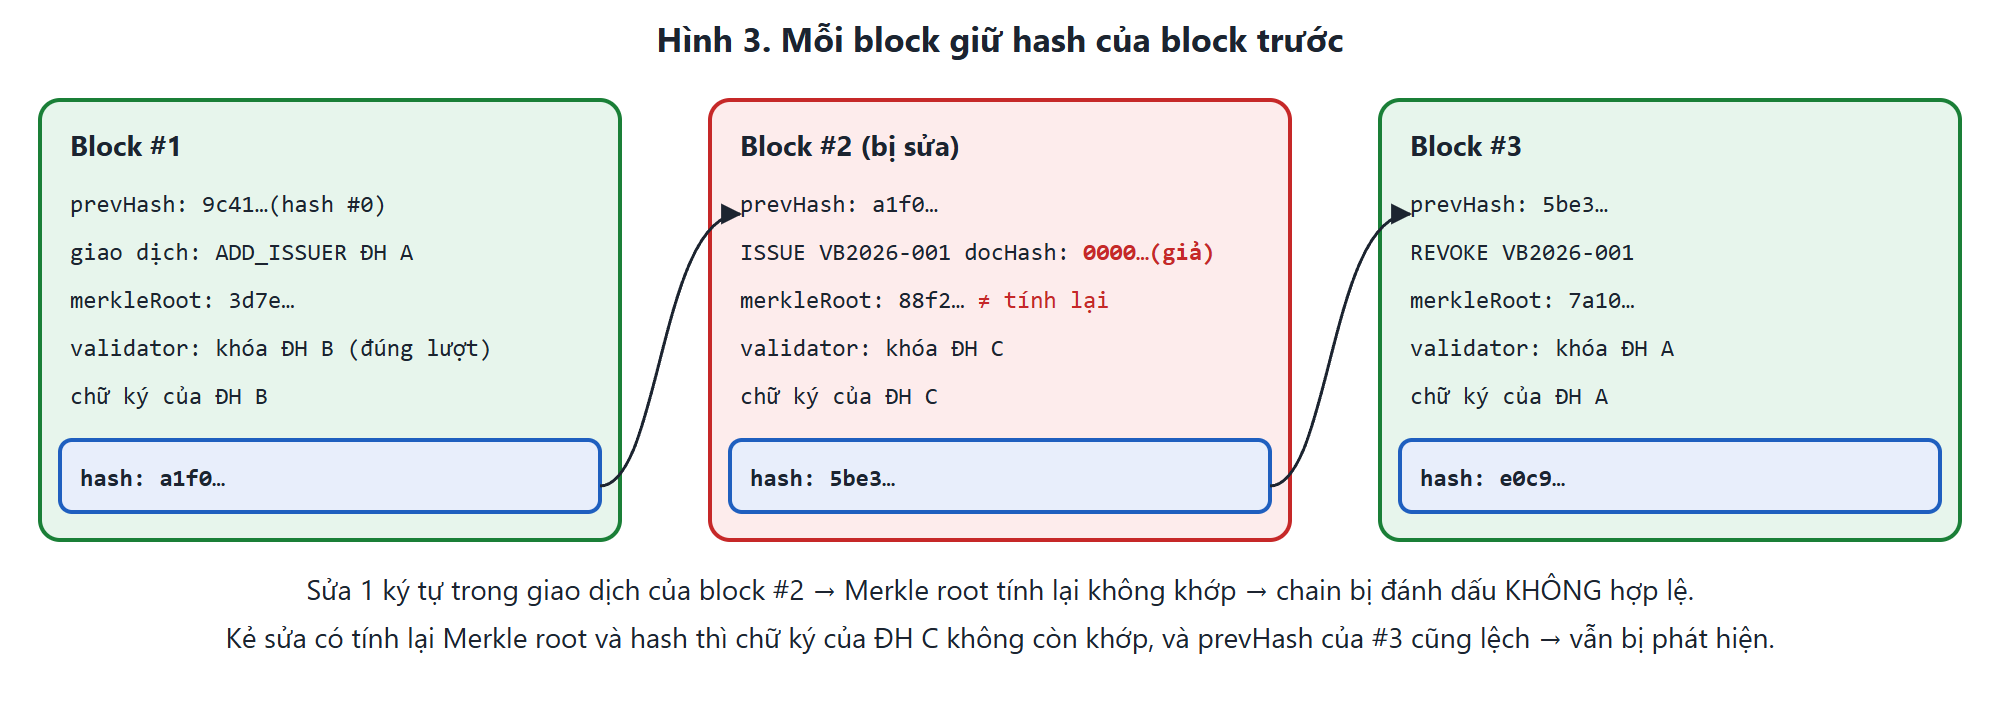 Hình 3. Mỗi block giữ hash của block trước
Block #1
prevHash: 9c41…(hash #0)
giao dịch: ADD_ISSUER ĐH A
merkleRoot: 3d7e…
validator: khóa ĐH B (đúng lượt)
chữ ký của ĐH B
hash: a1f0…
Block #2 (bị sửa)
prevHash: a1f0…
ISSUE VB2026-001 docHash: 0000…(giả)
merkleRoot: 88f2… ≠ tính lại
validator: khóa ĐH C
chữ ký của ĐH C
hash: 5be3…
Block #3
prevHash: 5be3…
REVOKE VB2026-001
merkleRoot: 7a10…
validator: khóa ĐH A
chữ ký của ĐH A
hash: e0c9…
Sửa 1 ký tự trong giao dịch của block #2 → Merkle root tính lại không khớp → chain bị đánh dấu KHÔNG hợp lệ.
Kẻ sửa có tính lại Merkle root và hash thì chữ ký của ĐH C không còn khớp, và prevHash của #3 cũng lệch → vẫn bị phát hiện.